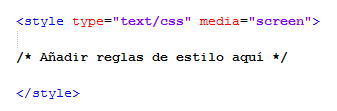 <style type="text/css" media="screen">
/* Añadir reglas de estilo aquí */
</style>